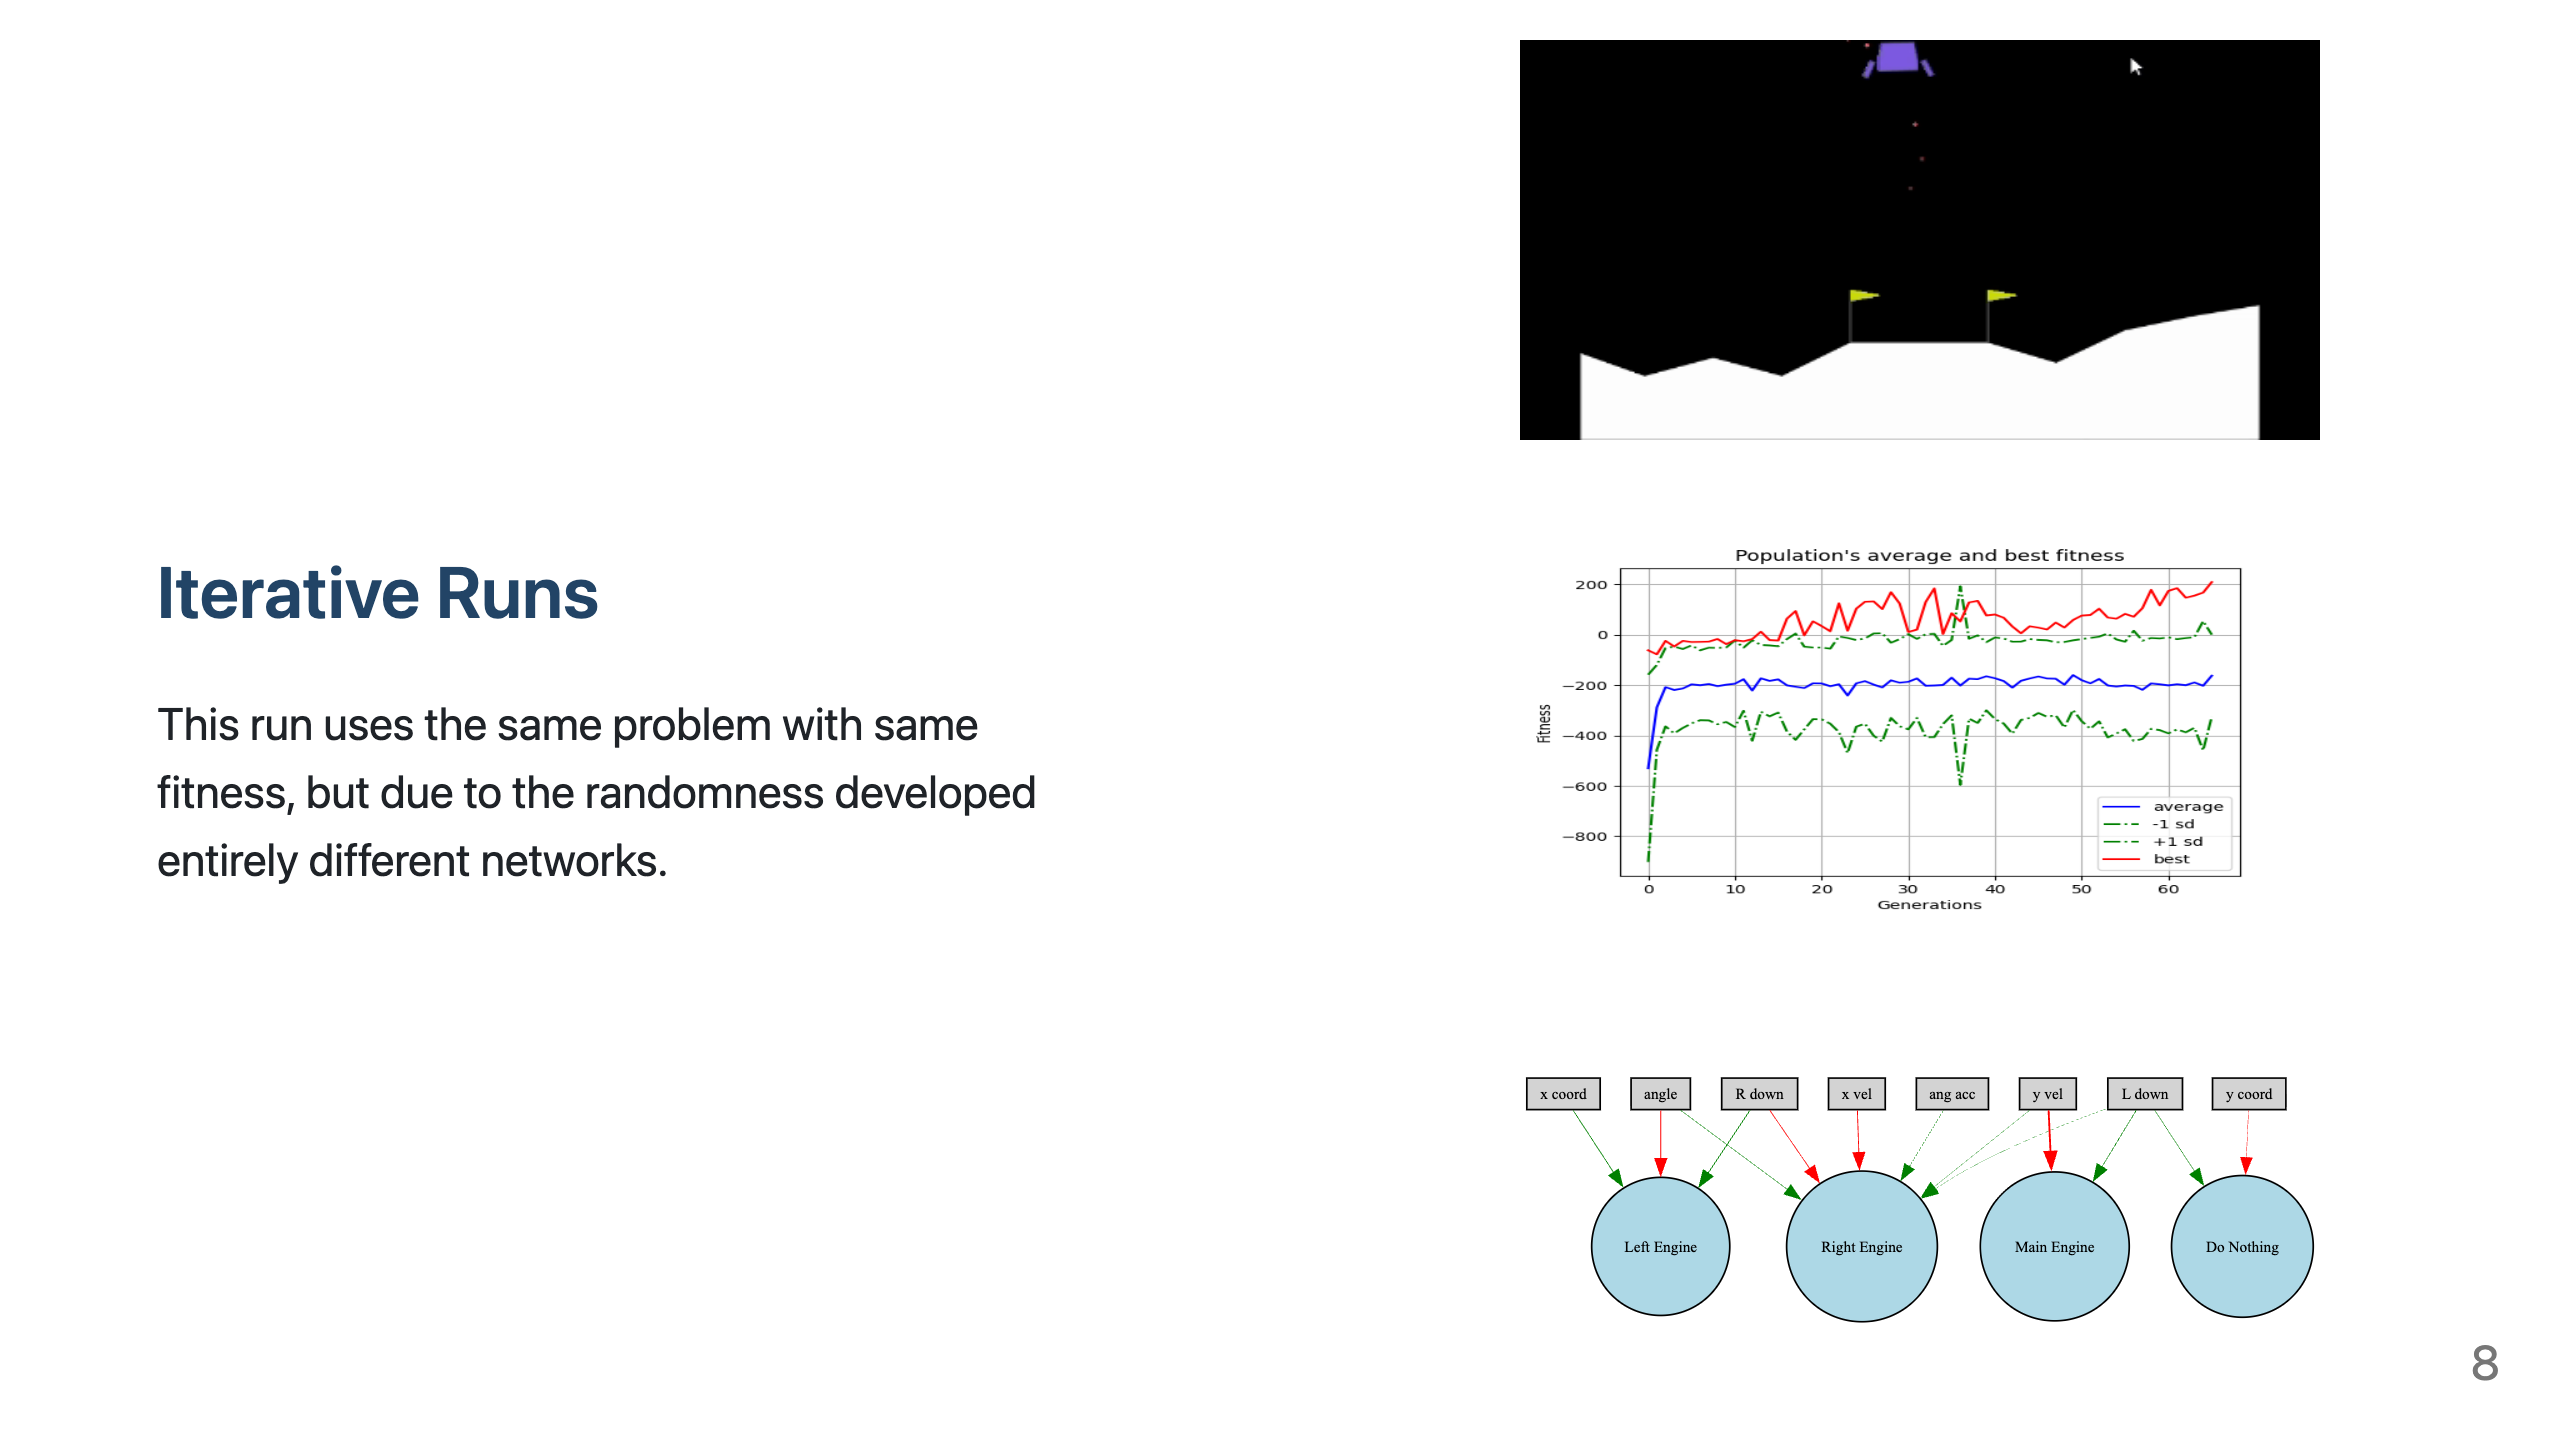 Iterative Runs
This run uses the same problem with same
fitness, but due to the randomness developed
entirely different networks.
Population's average and best fitness
200
0
−200
−400
−600
−800
Fitness
average
-1 sd
+1 sd
best
0 10 20 30 40 50 60
Generations
x coord angle R down x vel ang acc y vel L down y coord
Left Engine Right Engine Main Engine Do Nothing
8